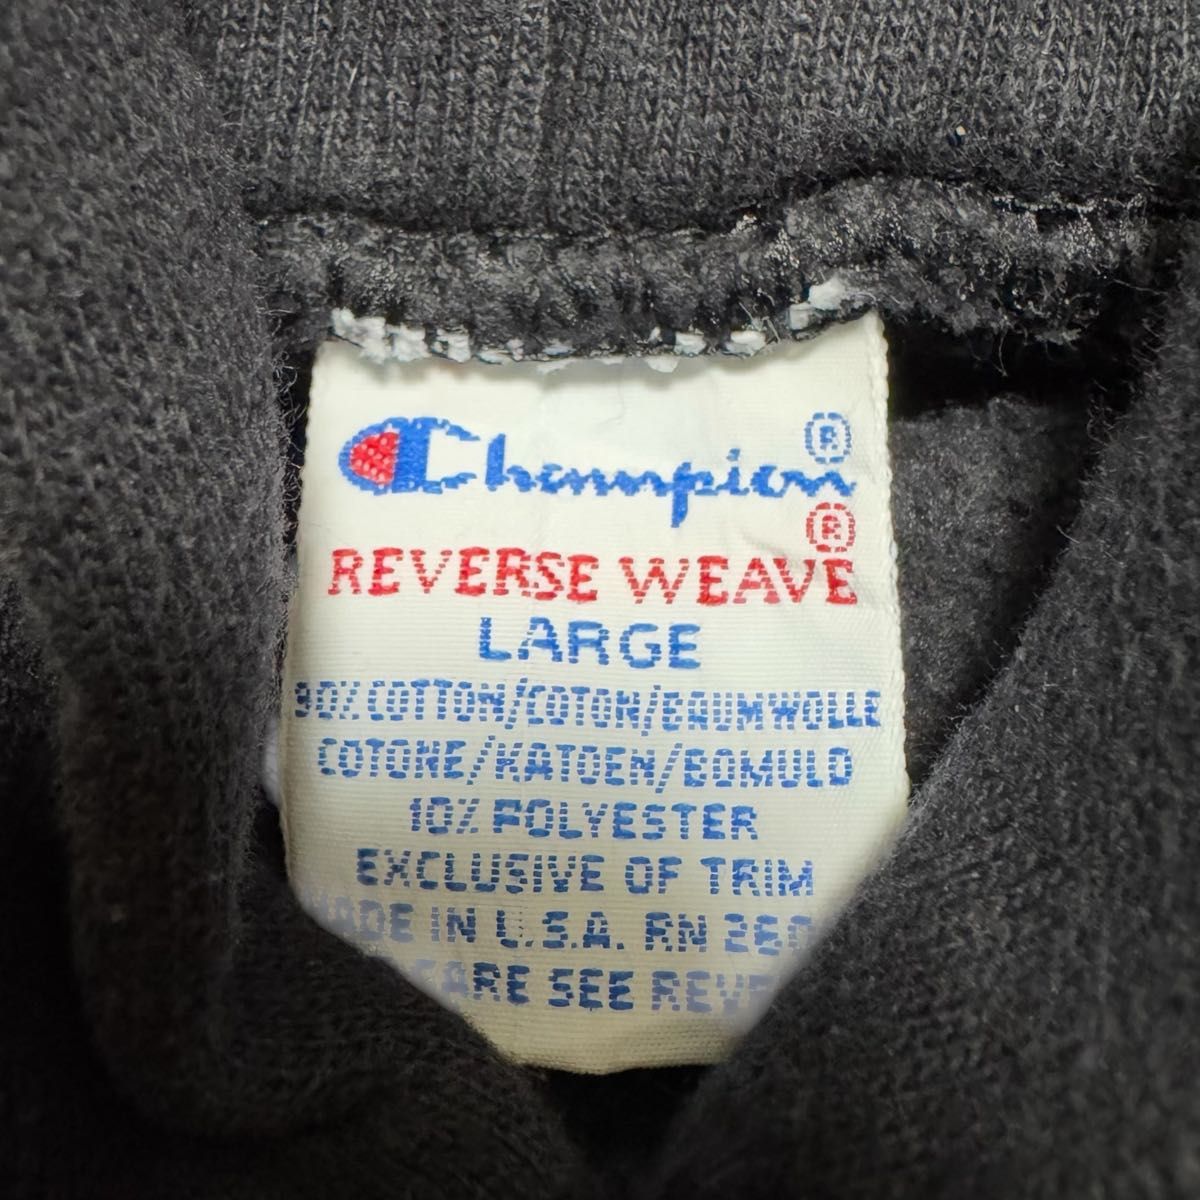 Champion®
REVERSE WEAVE®
LARGE
90% COTTON/COTON/BAUMWOLLE
COTONE/KATOEN/BOMULD
10% POLYESTER
EXCLUSIVE OF TRIM
MADE IN U.S.A. RN
CARE SEE